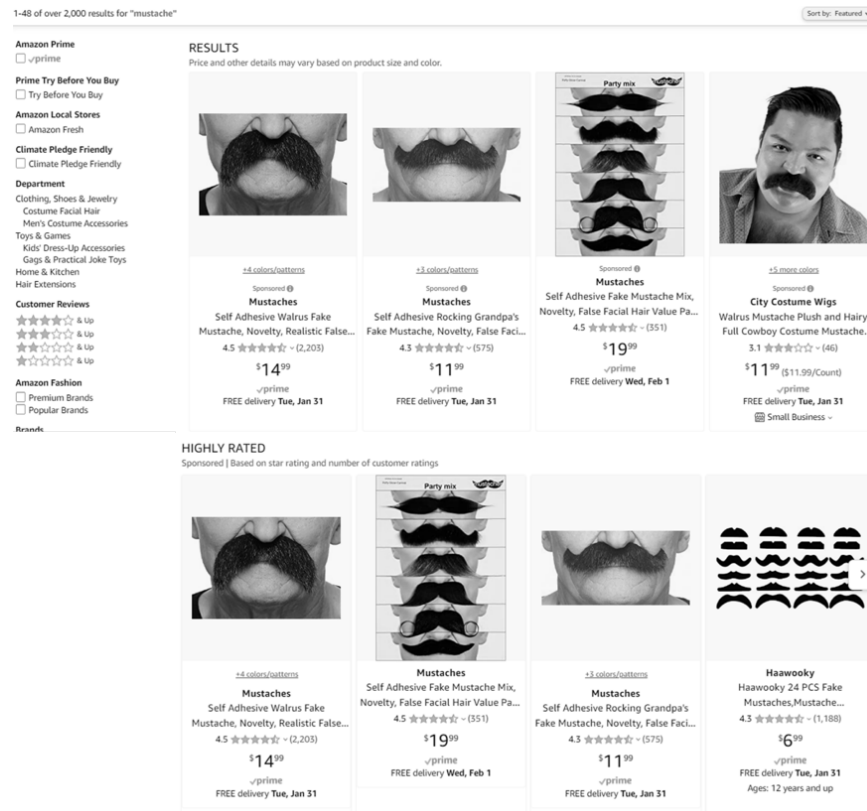 1-48 of over 2,000 results for "mustache"
Sort by: Featured
Amazon Prime
prime
Prime Try Before You Buy
Try Before You Buy
Amazon Local Stores
Amazon Fresh
Climate Pledge Friendly
Climate Pledge Friendly
Department
Clothing, Shoes & Jewelry
Costume Facial Hair
Men's Costume Accessories
Toys & Games
Kids' Dress-Up Accessories
Gags & Practical Joke Toys
Home & Kitchen
Hair Extensions
Customer Reviews
& Up
& Up
& Up
& Up
Amazon Fashion
Premium Brands
Popular Brands
Brands
RESULTS
Price and other details may vary based on product size and color.
+4 colors/patterns
Sponsored
Mustaches
Self Adhesive Walrus Fake
Mustache, Novelty, Realistic False...
4.5 (2,203)
$14.99
prime
FREE delivery Tue, Jan 31
+3 colors/patterns
Sponsored
Mustaches
Self Adhesive Rocking Grandpa's
Fake Mustache, Novelty, False Faci...
4.3 (575)
$11.99
prime
FREE delivery Tue, Jan 31
Party mix
Sponsored
Mustaches
Self Adhesive Fake Mustache Mix,
Novelty, False Facial Hair Value Pa...
4.5 (351)
$19.99
prime
FREE delivery Wed, Feb 1
+5 more colors
Sponsored
City Costume Wigs
Walrus Mustache Plush and Hairy
Full Cowboy Costume Mustache.
3.1 (46)
$11.99 ($11.99/Count)
prime
FREE delivery Tue, Jan 31
Small Business
HIGHLY RATED
Sponsored | Based on star rating and number of customer ratings
+4 colors/patterns
Mustaches
Self Adhesive Walrus Fake
Mustache, Novelty, Realistic False...
4.5 (2,203)
$14.99
prime
FREE delivery Tue, Jan 31
Party mix
Mustaches
Self Adhesive Fake Mustache Mix,
Novelty, False Facial Hair Value Pa...
4.5 (351)
$19.99
prime
FREE delivery Wed, Feb 1
+3 colors/patterns
Mustaches
Self Adhesive Rocking Grandpa's
Fake Mustache, Novelty, False Faci...
4.3 (575)
$11.99
prime
FREE delivery Tue, Jan 31
Haawooky
Haawooky 24 PCS Fake
Mustaches,Mustache...
4.3 (1,188)
$6.99
prime
FREE delivery Tue, Jan 31
Ages: 12 years and up